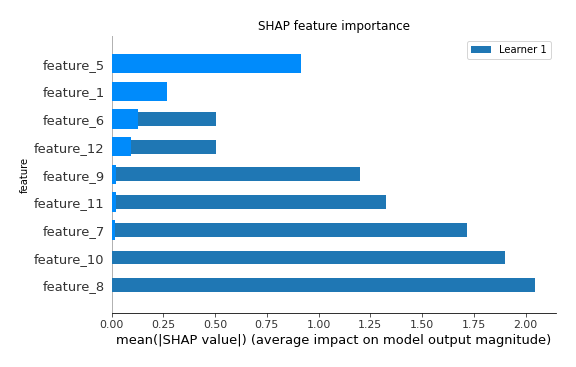 SHAP feature importance
Learner 1
feature_5
feature_1
feature_6
feature_12
feature_9
feature_11
feature_7
feature_10
feature_8
feature
0.00 0.25 0.50 0.75 1.00 1.25 1.50 1.75 2.00
mean(|SHAP value|) (average impact on model output magnitude)